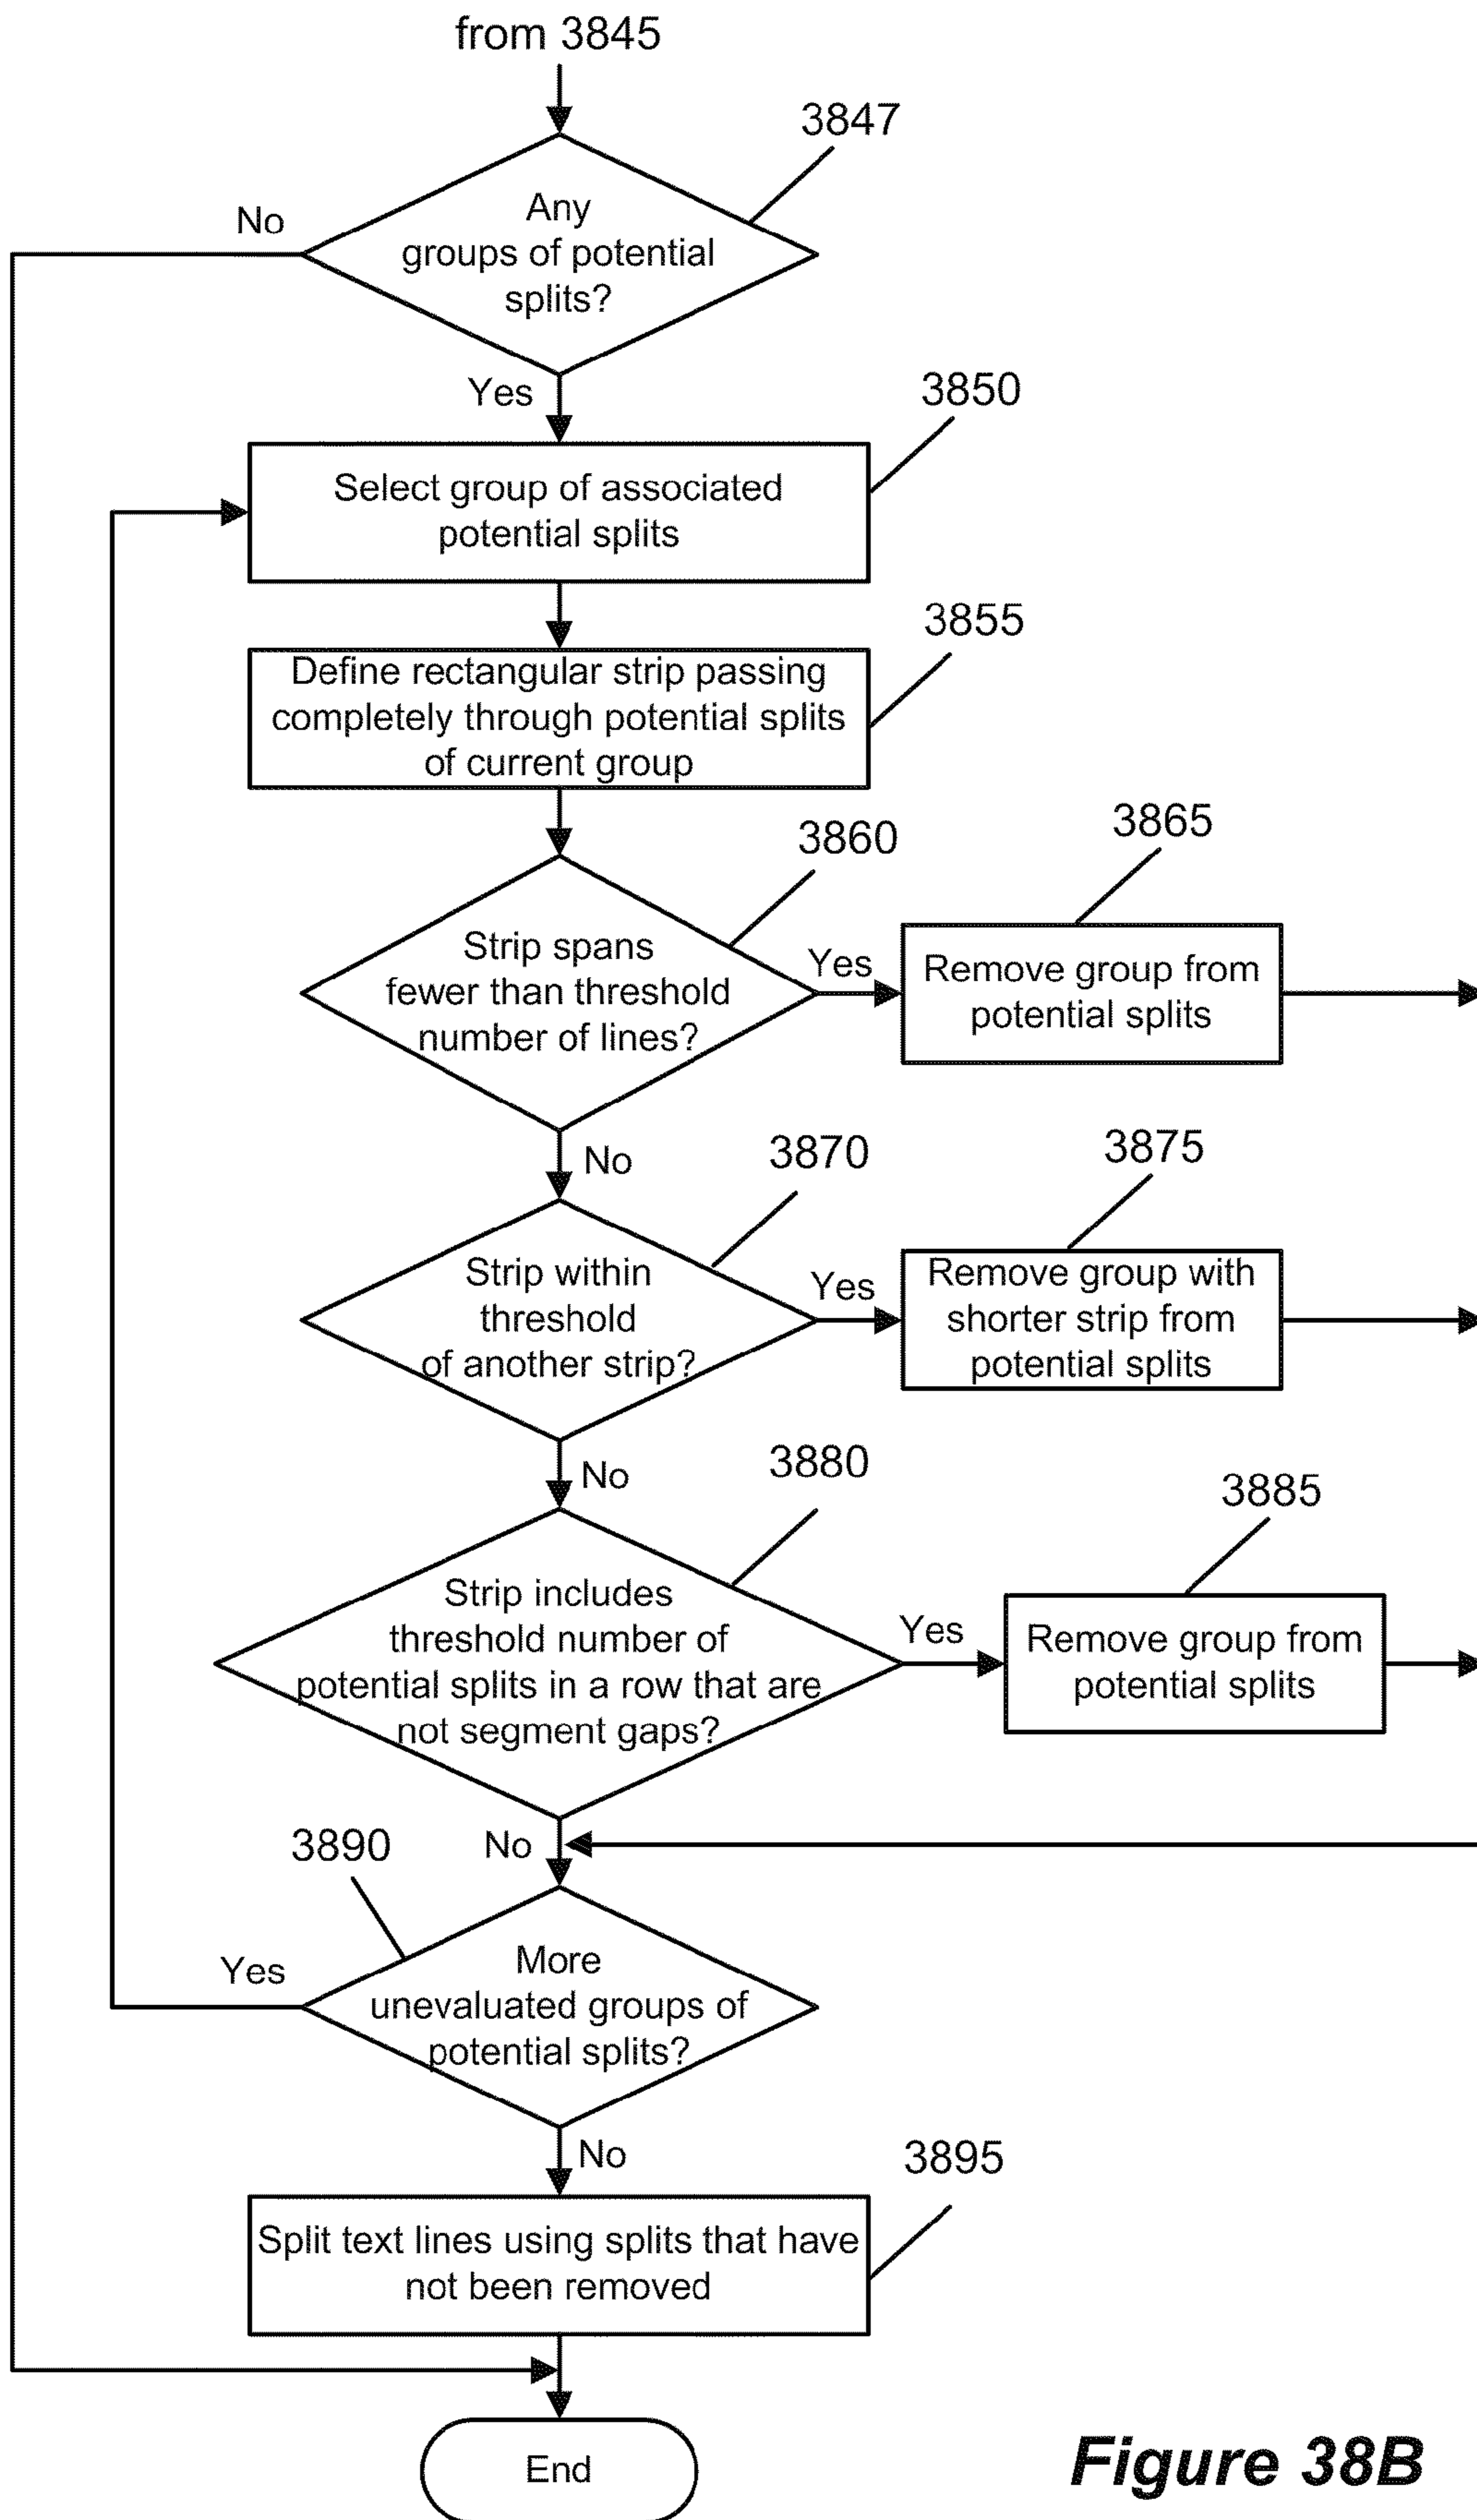 from 3845
3847
No
Any
groups of potential
splits?
Yes
3850
Select group of associated
potential splits
3855
Define rectangular strip passing
completely through potential splits
of current group
3860
3865
Strip spans
fewer than threshold
number of lines?
Yes
Remove group from
potential splits
No
3870
3875
Strip within
threshold
of another strip?
Yes
Remove group with
shorter strip from
potential splits
No
3880
3885
Strip includes
threshold number of
potential splits in a row that are
not segment gaps?
Yes
Remove group from
potential splits
3890
No
Yes
More
unevaluated groups of
potential splits?
No
3895
Split text lines using splits that have
not been removed
End
Figure 38B